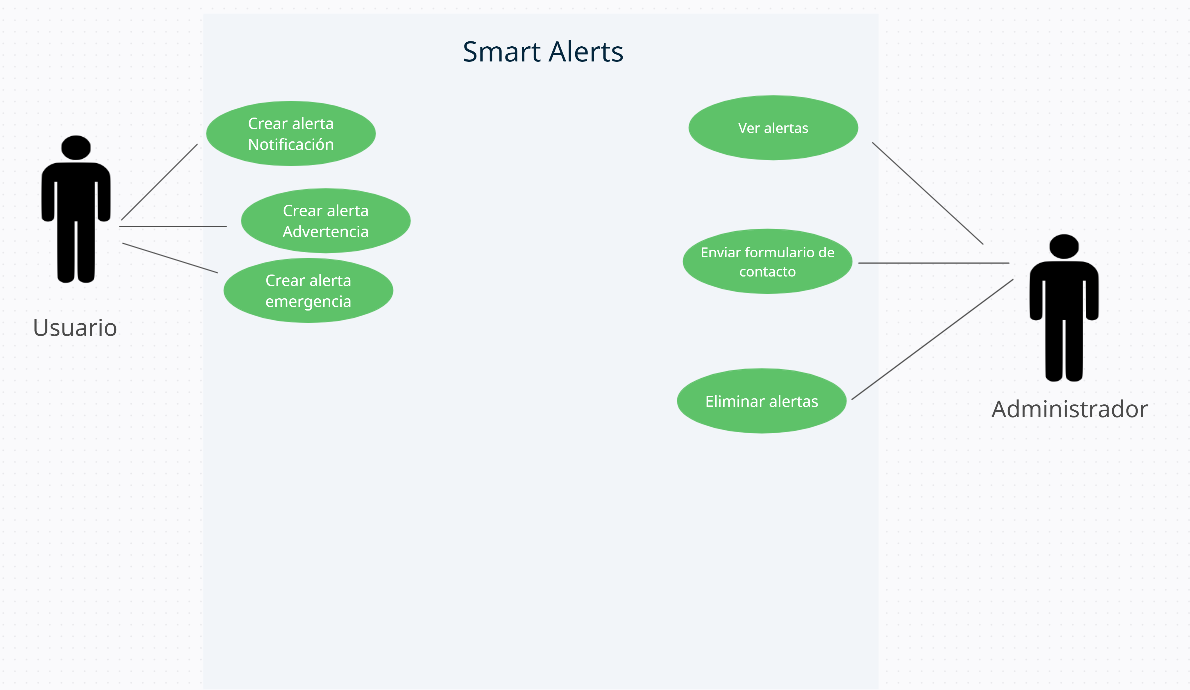 Smart Alerts
Crear alerta
Notificación
Crear alerta
Advertencia
Crear alerta
emergencia
Usuario
Ver alertas
Enviar formulario de
contacto
Eliminar alertas
Administrador